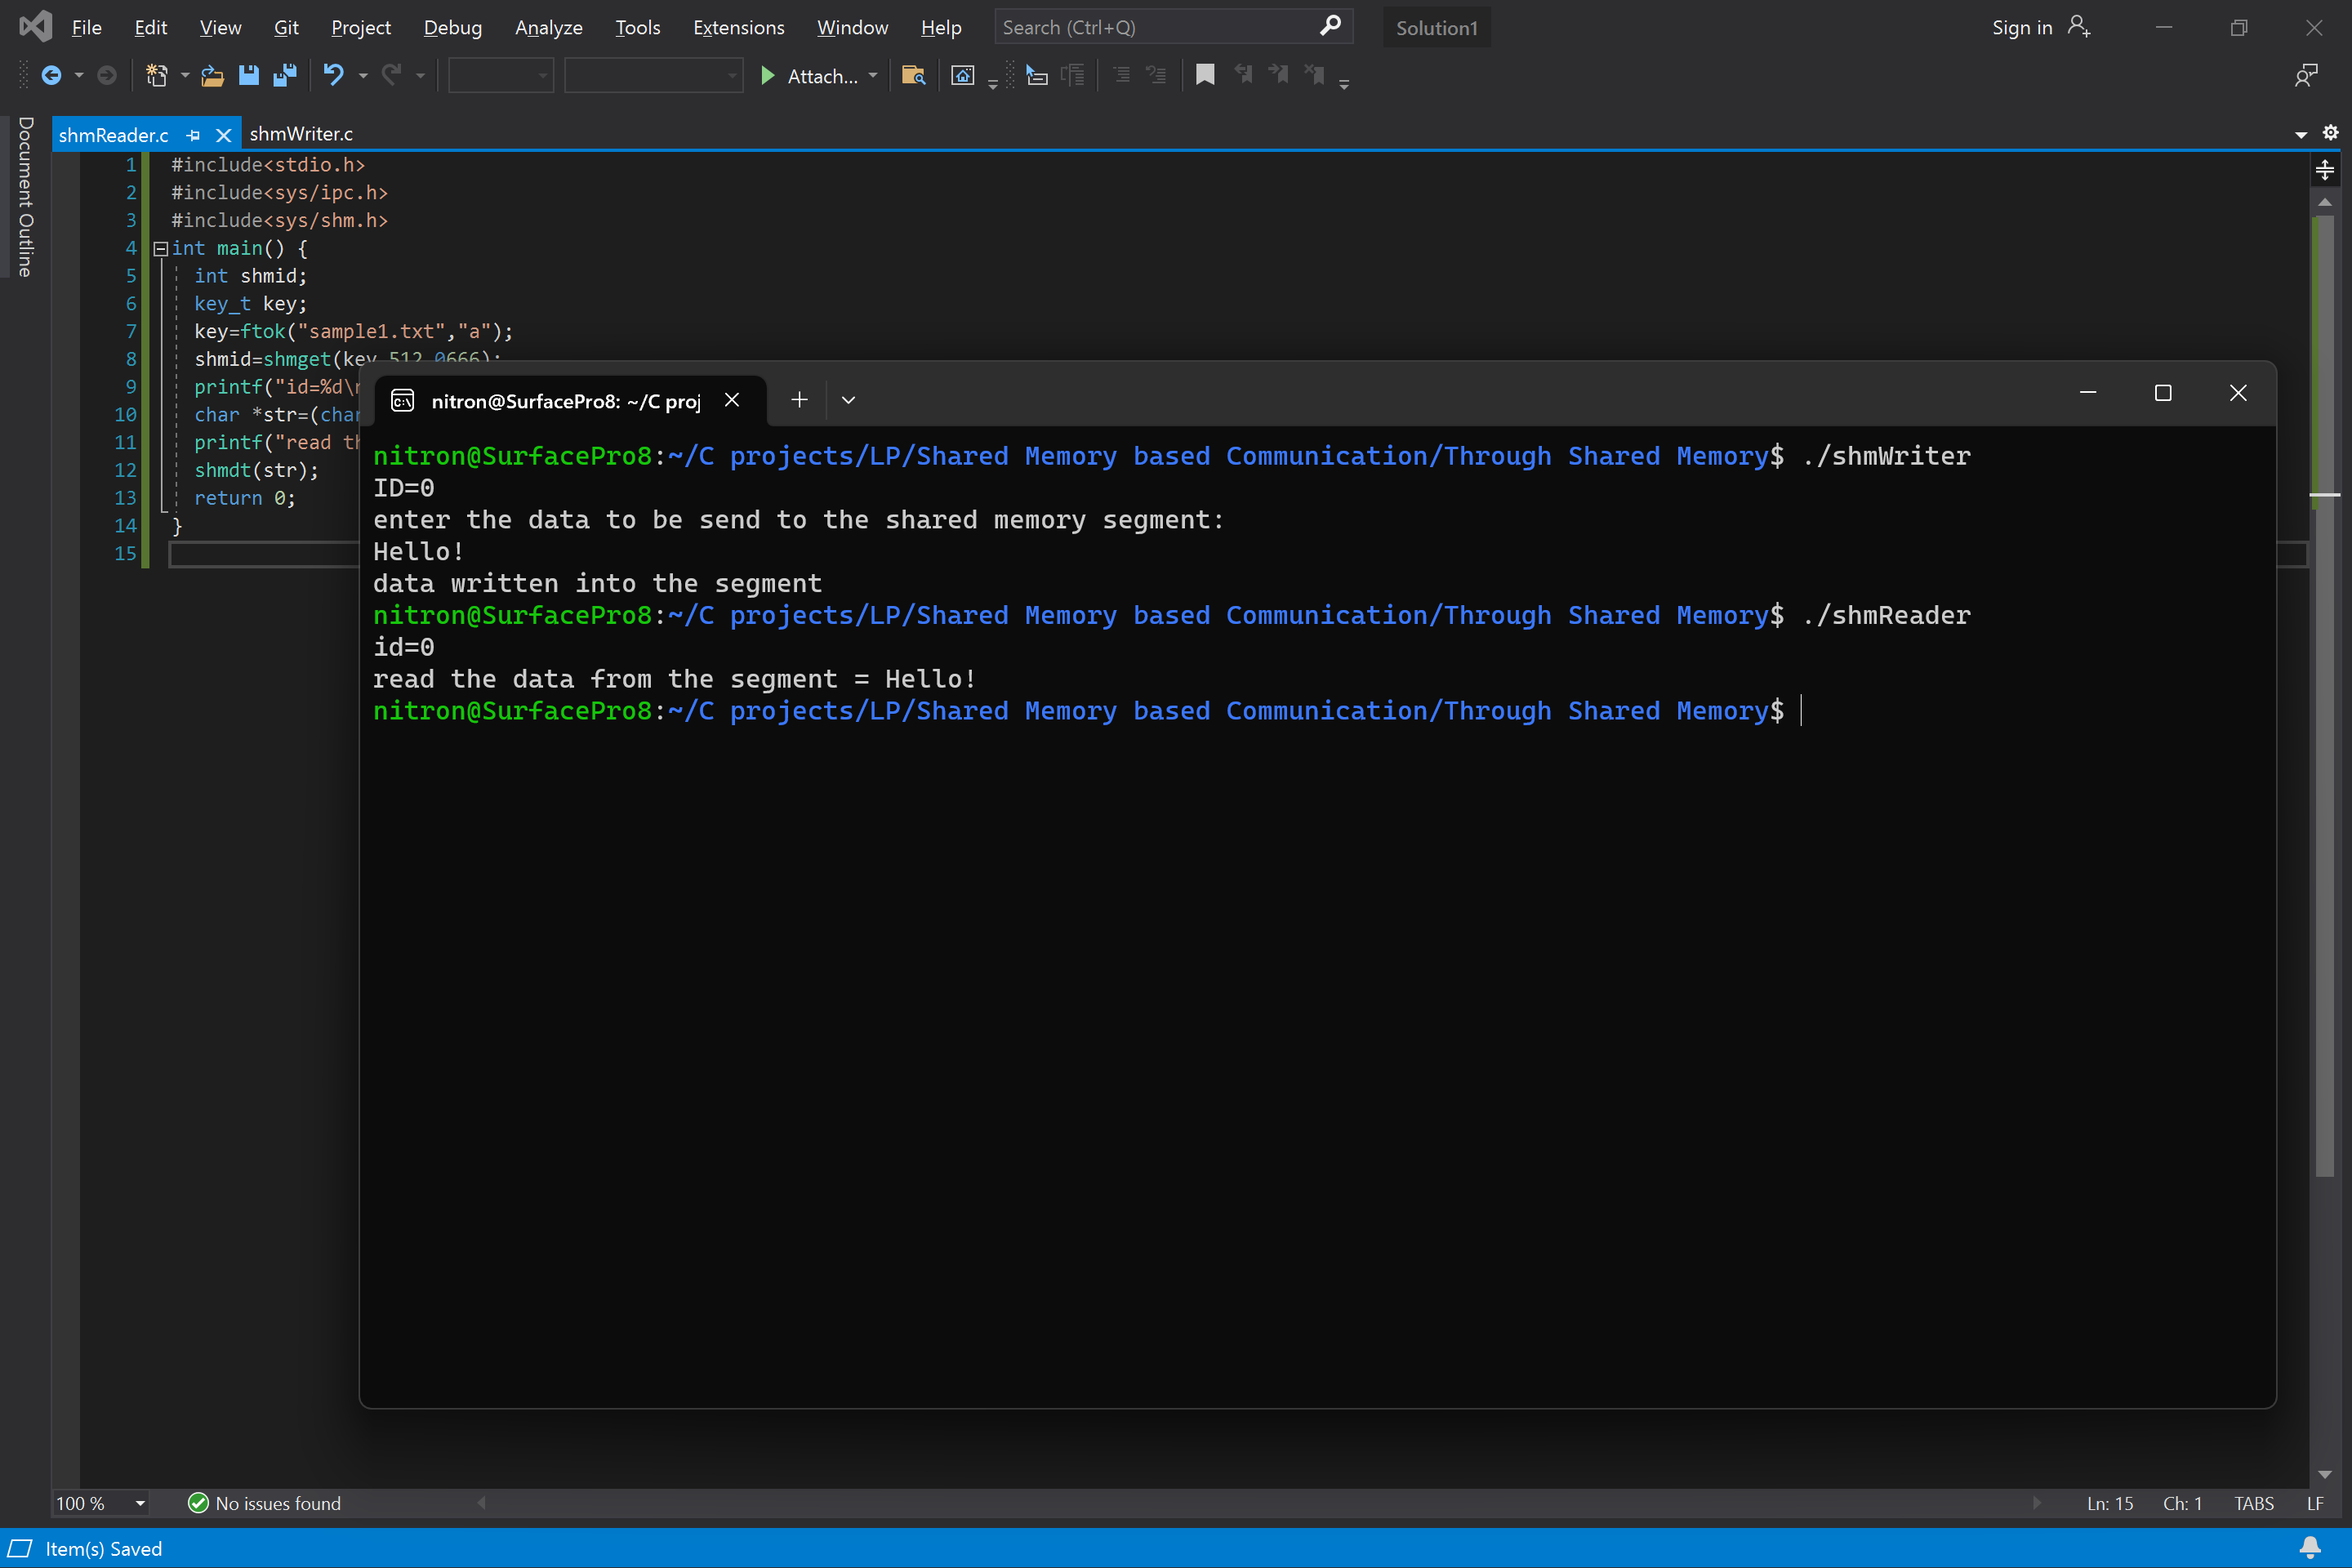 File Edit View Git Project Debug Analyze Tools Extensions Window Help Search (Ctrl+Q) Solution1 Sign in
Attach...
Document Outline
shmReader.c shmWriter.c
1 #include<stdio.h>
2 #include<sys/ipc.h>
3 #include<sys/shm.h>
4 int main() {
5 int shmid;
6 key_t key;
7 key=ftok("sample1.txt","a");
8 shmid=shmget(key,512,0666);
9 printf("id=%d\n
10 char *str=(char
11 printf("read th
12 shmdt(str);
13 return 0;
14 }
15
nitron@SurfacePro8: ~/C proj
nitron@SurfacePro8:~/C projects/LP/Shared Memory based Communication/Through Shared Memory$ ./shmWriter
ID=0
enter the data to be send to the shared memory segment:
Hello!
data written into the segment
nitron@SurfacePro8:~/C projects/LP/Shared Memory based Communication/Through Shared Memory$ ./shmReader
id=0
read the data from the segment = Hello!
nitron@SurfacePro8:~/C projects/LP/Shared Memory based Communication/Through Shared Memory$
100 % No issues found Ln: 15 Ch: 1 TABS LF
Item(s) Saved